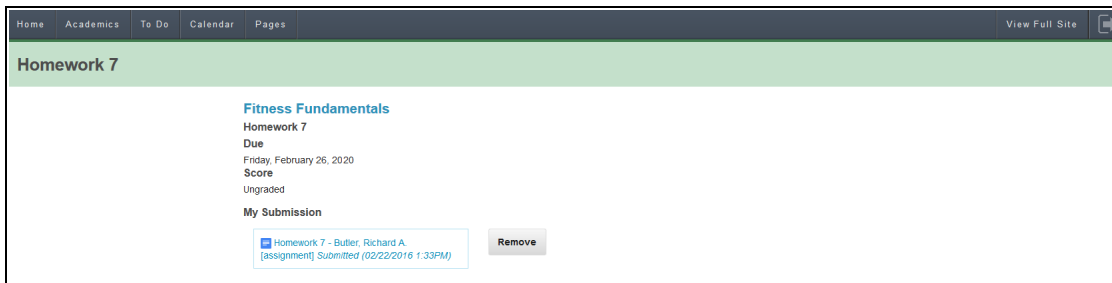 Home Academics To Do Calendar Pages View Full Site
Homework 7
Fitness Fundamentals
Homework 7
Due
Friday, February 26, 2020
Score
Ungraded
My Submission
Homework 7 - Butler, Richard A.
[assignment] Submitted (02/22/2016 1:33PM)
Remove